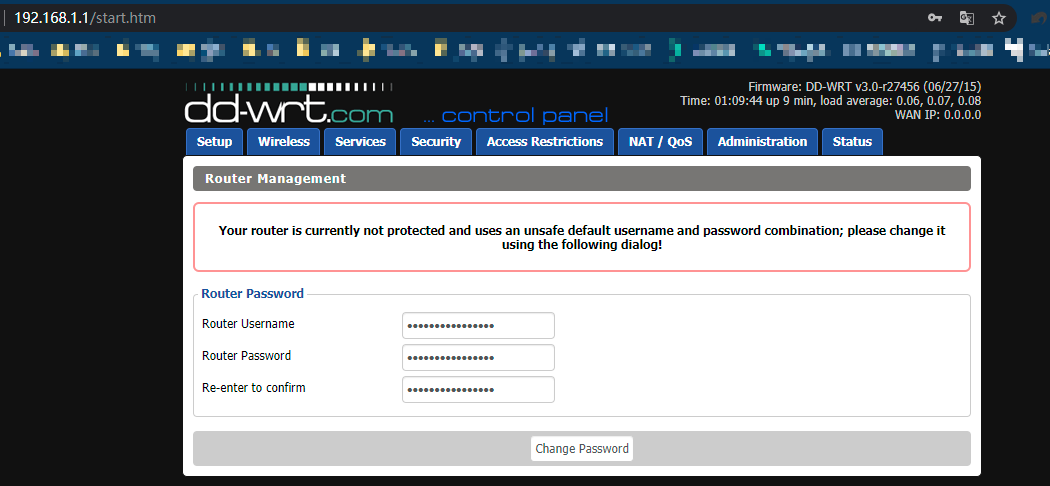 192.168.1.1/start.htm
Firmware: DD-WRT v3.0-r27456 (06/27/15)
Time: 01:09:44 up 9 min, load average: 0.06, 0.07, 0.08
WAN IP: 0.0.0.0
dd-wrt.com ... control panel
Setup Wireless Services Security Access Restrictions NAT / QoS Administration Status
Router Management
Your router is currently not protected and uses an unsafe default username and password combination; please change it
using the following dialog!
Router Password
Router Username ••••••••••••••••
Router Password ••••••••••••••••
Re-enter to confirm ••••••••••••••••
Change Password